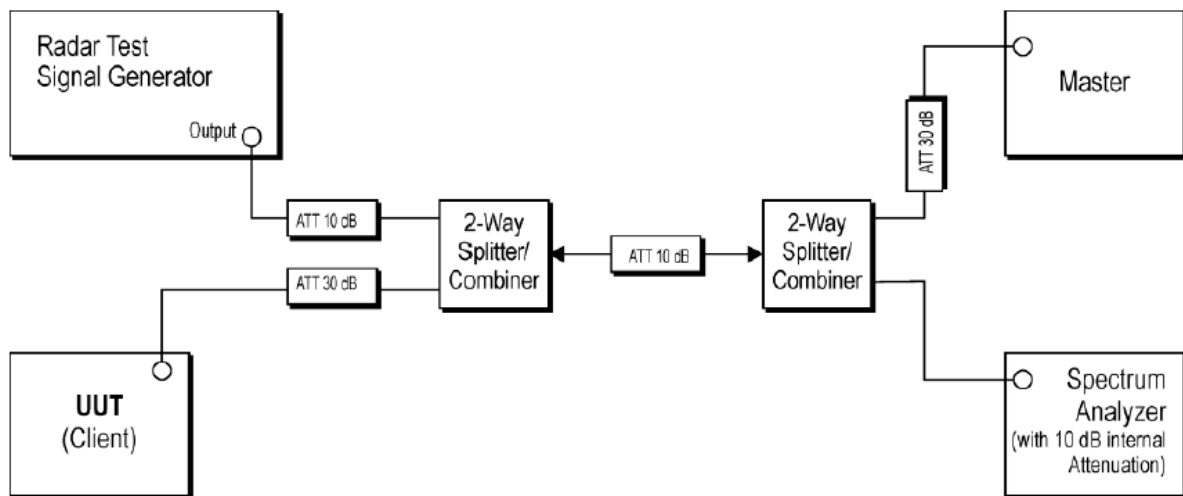 Radar Test
Signal Generator
Output
ATT 10 dB
ATT 30 dB
2-Way
Splitter/
Combiner
ATT 10 dB
2-Way
Splitter/
Combiner
ATT 30 dB
Master
UUT
(Client)
Spectrum
Analyzer
(with 10 dB internal
Attenuation)